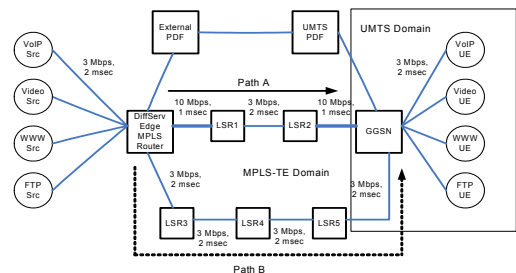 External
PDF
UMTS
PDF
UMTS Domain
VoIP
Src
3 Mbps,
2 msec
Video
Src
WWW
Src
FTP
Src
Path A
DiffServ
Edge
MPLS
Router
10 Mbps,
1 msec
LSR1
3 Mbps,
2 msec
LSR2
10 Mbps,
1 msec
GGSN
3 Mbps,
2 msec
VoIP
UE
Video
UE
WWW
UE
FTP
UE
3 Mbps,
2 msec
MPLS-TE Domain
3 Mbps,
2 msec
LSR3
3 Mbps,
2 msec
LSR4
3 Mbps,
2 msec
LSR5
Path B